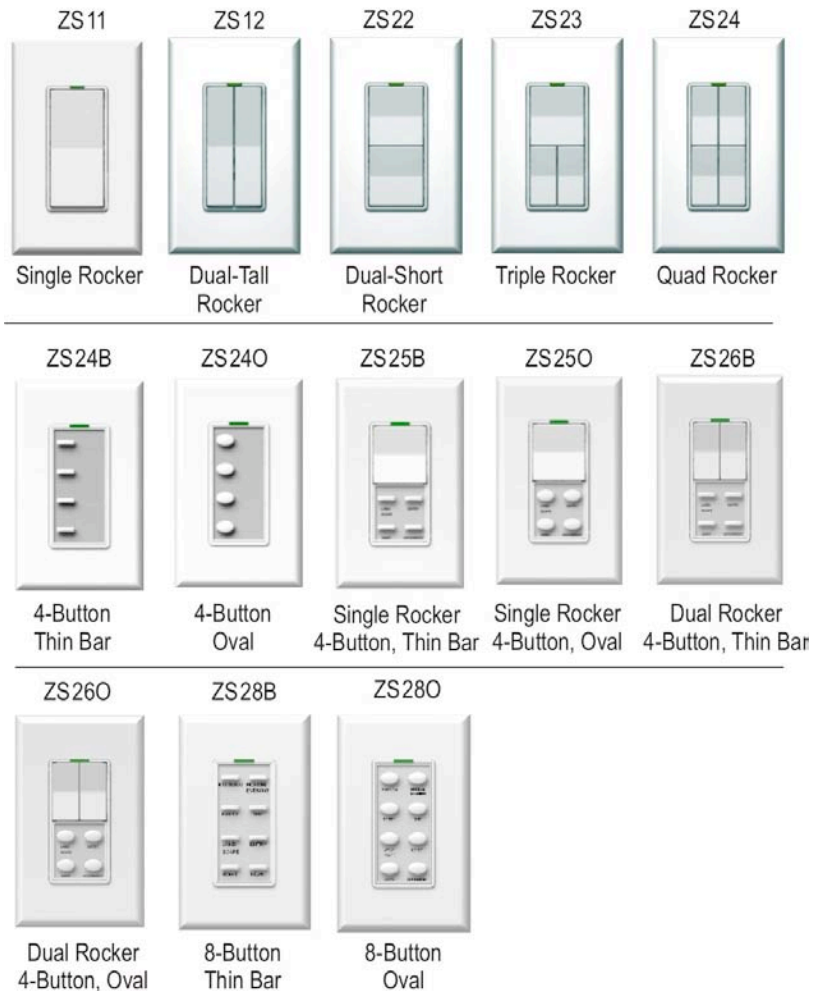 ZS11 ZS12 ZS22 ZS23 ZS24
Single Rocker Dual-Tall Dual-Short Triple Rocker Quad Rocker
Rocker Rocker
ZS24B ZS24O ZS25B ZS25O ZS26B
4-Button 4-Button Single Rocker Single Rocker Dual Rocker
Thin Bar Oval 4-Button, Thin Bar 4-Button, Oval 4-Button, Thin Bar
ZS26O ZS28B ZS28O
Dual Rocker 8-Button 8-Button
4-Button, Oval Thin Bar Oval